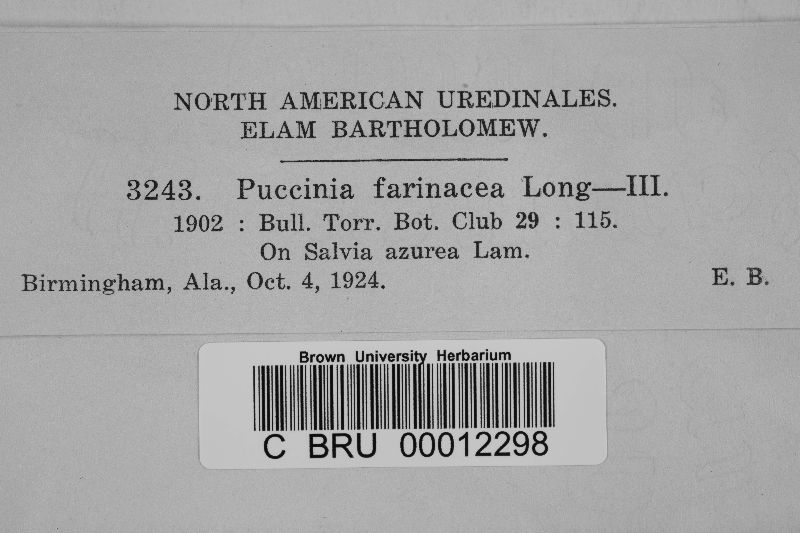 NORTH AMERICAN UREDINALES.
ELAM BARTHOLOMEW.
3243. Puccinia farinacea Long—III.
1902 : Bull. Torr. Bot. Club 29 : 115.
On Salvia azurea Lam.
Birmingham, Ala., Oct. 4, 1924. E. B.
Brown University Herbarium
C BRU 00012298